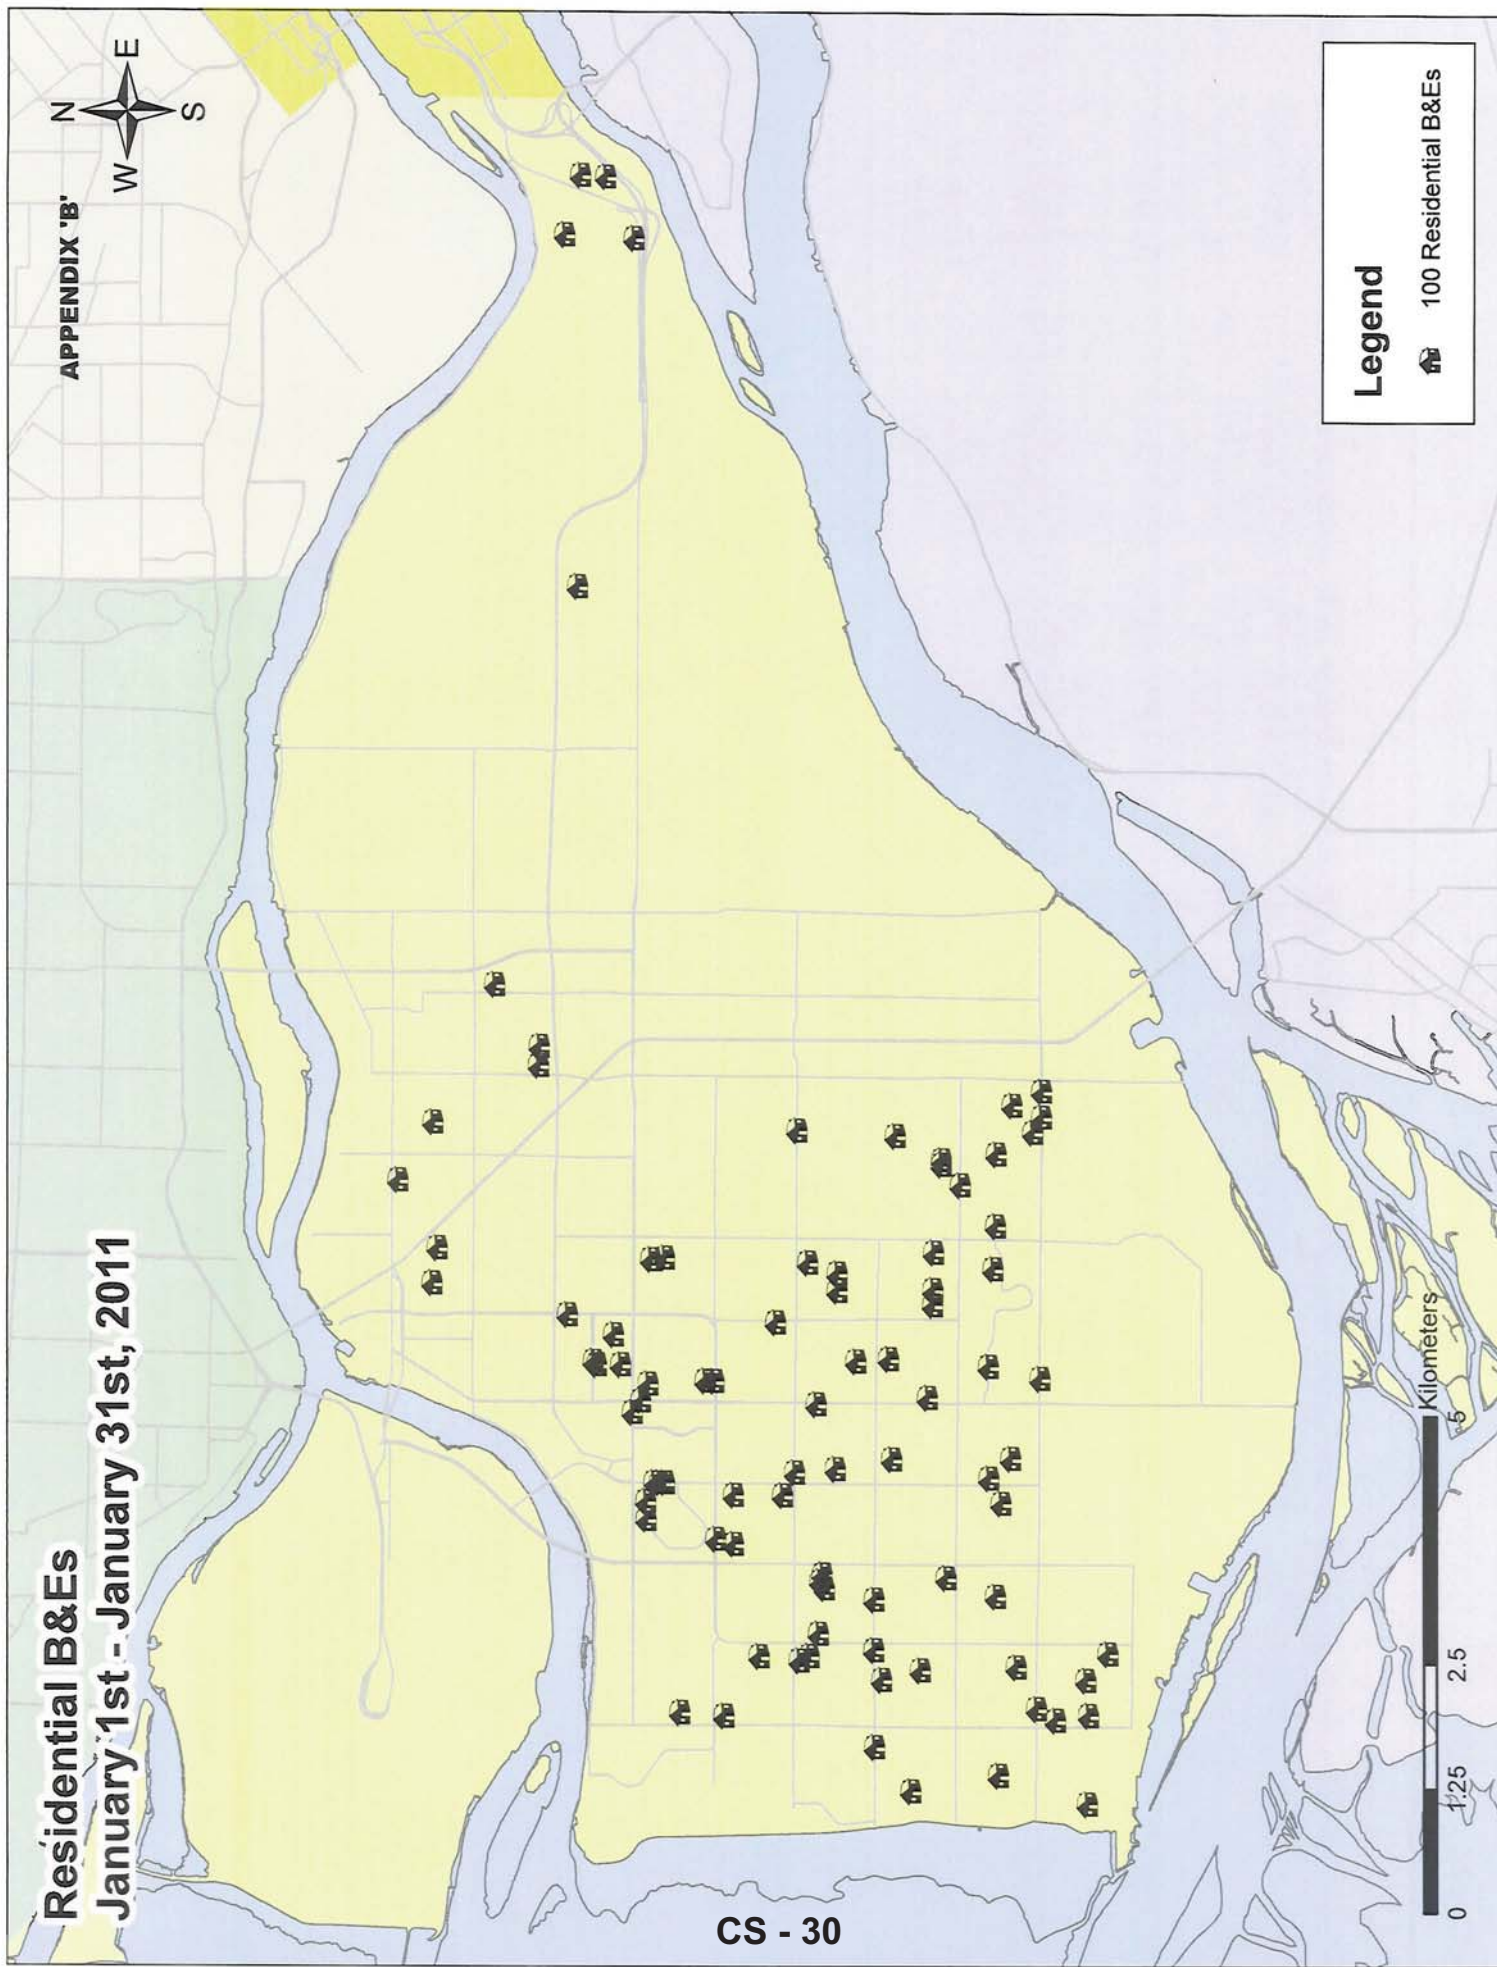 Residential B&Es
January 1st - January 31st, 2011
APPENDIX 'B'
N
W E
S
Legend
100 Residential B&Es
Kilometers
0 1.25 2.5 5
CS - 30